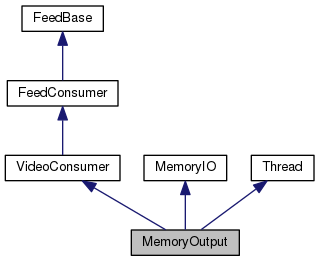 FeedBase
FeedConsumer
VideoConsumer
MemoryIO
Thread
MemoryOutput